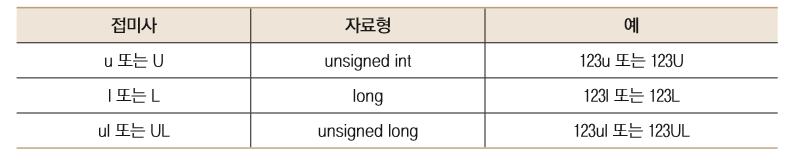 접미사 자료형 예
u 또는 U unsigned int 123u 또는 123U
l 또는 L long 123l 또는 123L
ul 또는 UL unsigned long 123ul 또는 123UL